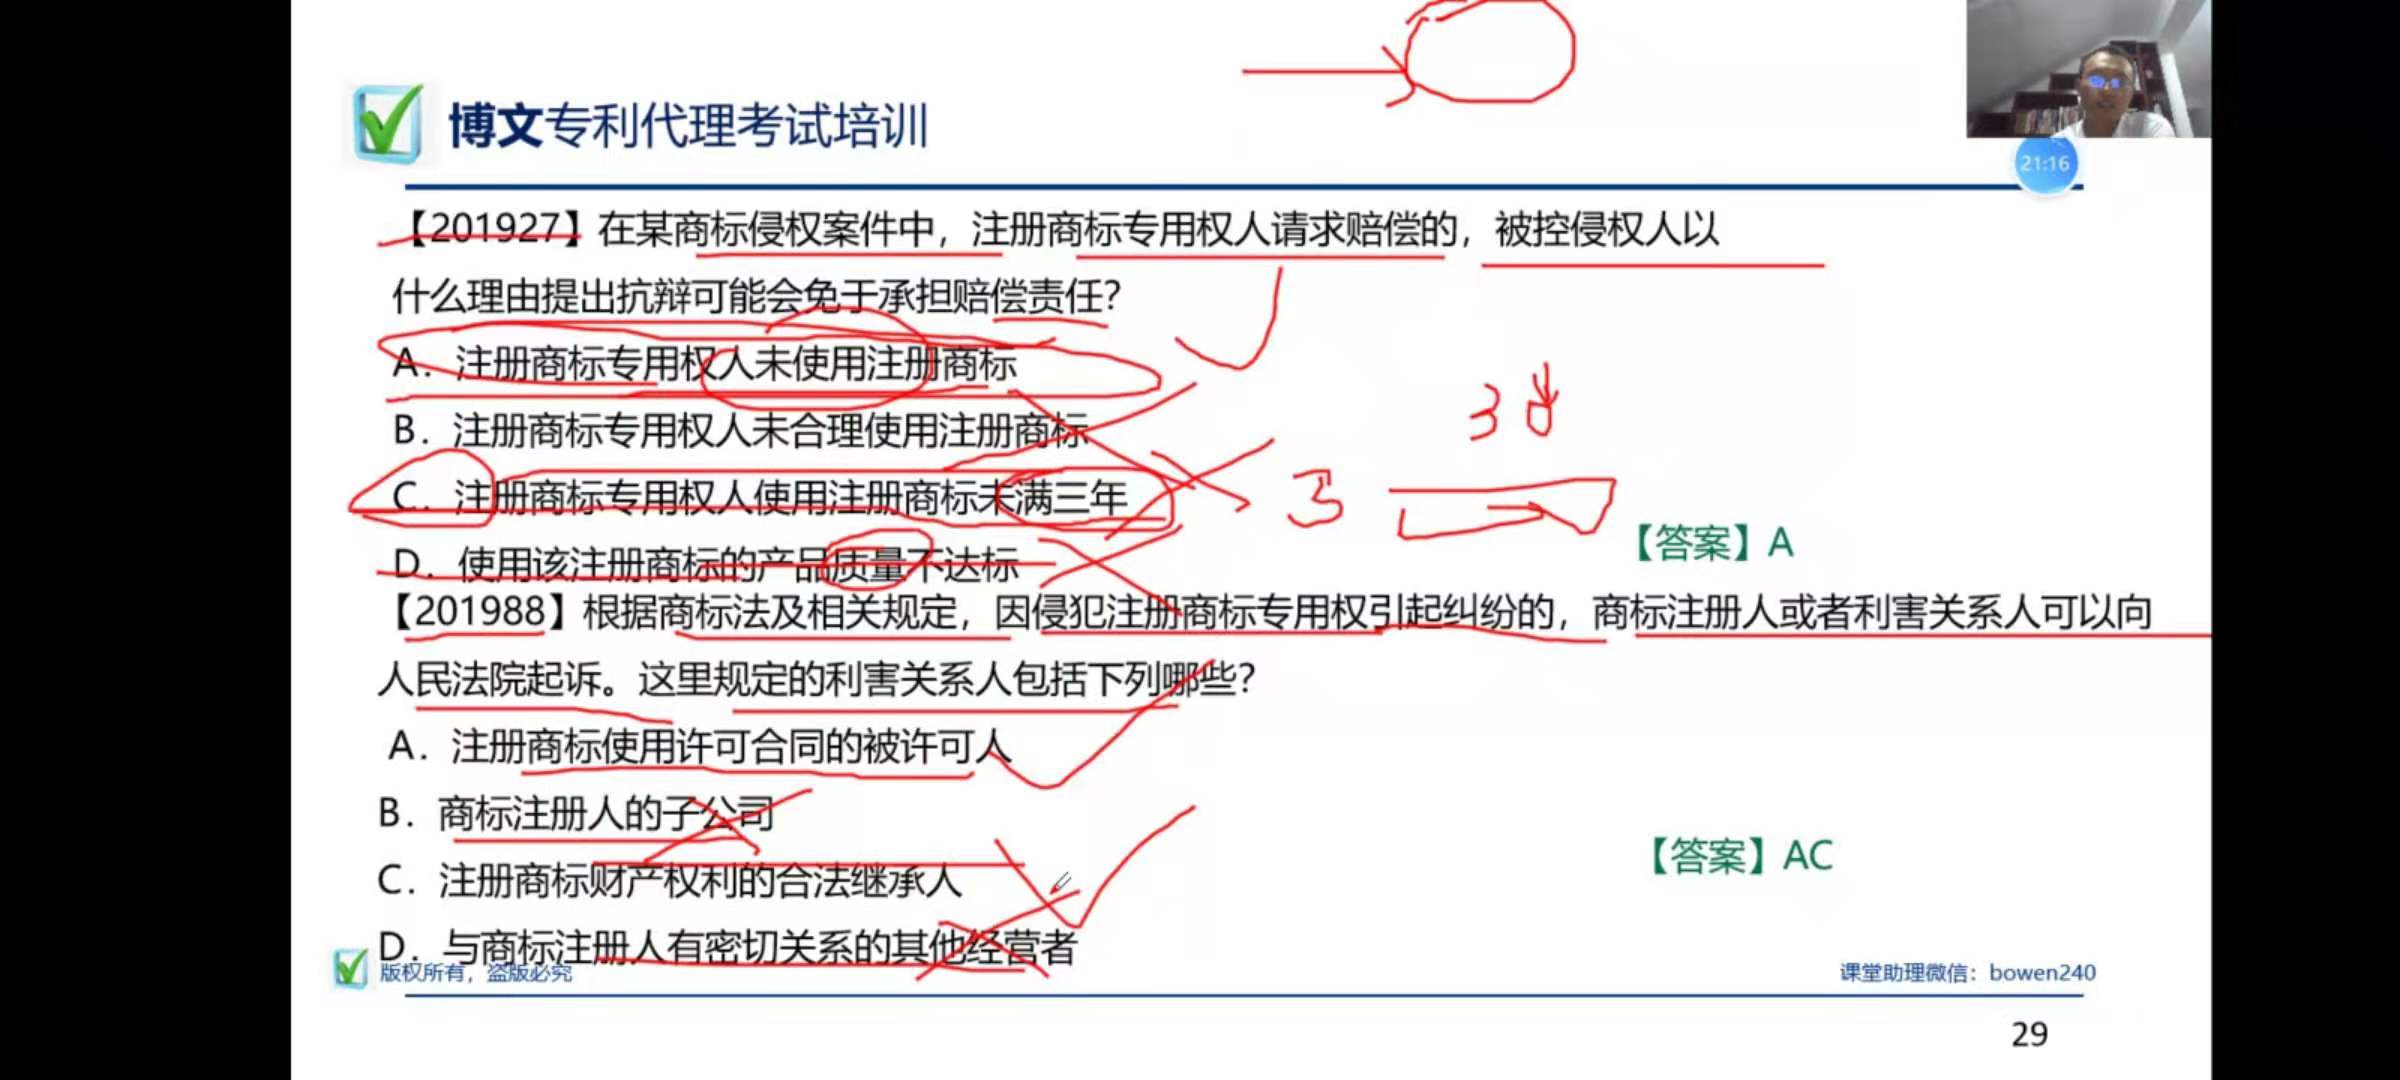 博文专利代理考试培训
21:16
【201927】在某商标侵权案件中，注册商标专用权人请求赔偿的，被控侵权人以
什么理由提出抗辩可能会免于承担赔偿责任？
A．注册商标专用权人未使用注册商标
B．注册商标专用权人未合理使用注册商标
3
C．注册商标专用权人使用注册商标未满三年
3
【答案】A
D．使用该注册商标的产品质量不达标
【201988】根据商标法及相关规定，因侵犯注册商标专用权引起纠纷的，商标注册人或者利害关系人可以向
人民法院起诉。这里规定的利害关系人包括下列哪些？
A．注册商标使用许可合同的被许可人
B．商标注册人的子公司
【答案】AC
C．注册商标财产权利的合法继承人
D．与商标注册人有密切关系的其他经营者
版权所有，盗版必究
课堂助理微信：bowen240
29